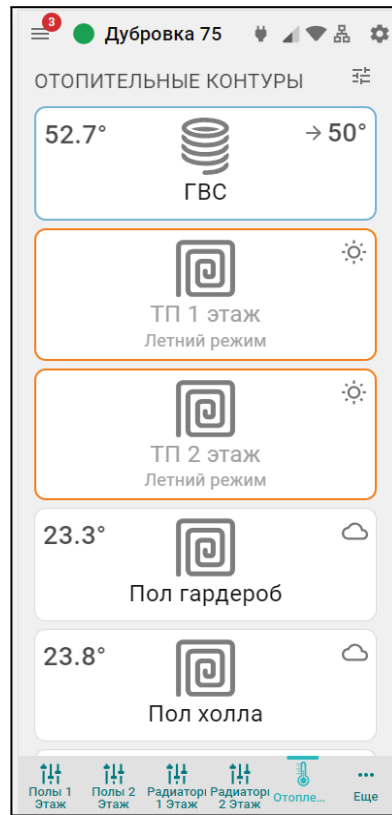 3
Дубровка 75
ОТОПИТЕЛЬНЫЕ КОНТУРЫ
52.7°
→ 50°
ГВС
ТП 1 этаж
Летний режим
ТП 2 этаж
Летний режим
23.3°
Пол гардероб
23.8°
Пол холла
Полы 1
Этаж
Полы 2
Этаж
Радиаторы
1 Этаж
Радиаторы
2 Этаж
Отопле...
Еще